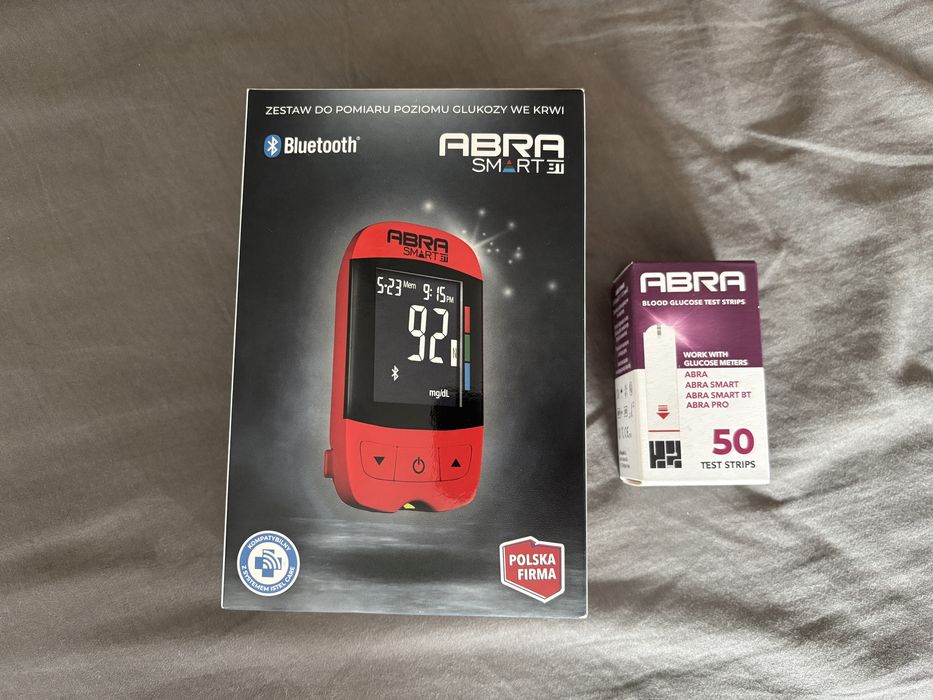 ZESTAW DO POMIARU POZIOMU GLUKOZY WE KRWI
Bluetooth®
ABRA
SMART BT
ABRA
SMART BT
5-23 Mem 9:15 PM
92
mg/dL
KOMPATYBILNY
Z SYSTEMEM ISTEL CARE
POLSKA
FIRMA
ABRA
BLOOD GLUCOSE TEST STRIPS
WORK WITH
GLUCOSE METERS
ABRA
ABRA SMART
ABRA SMART BT
ABRA PRO
50
TEST STRIPS